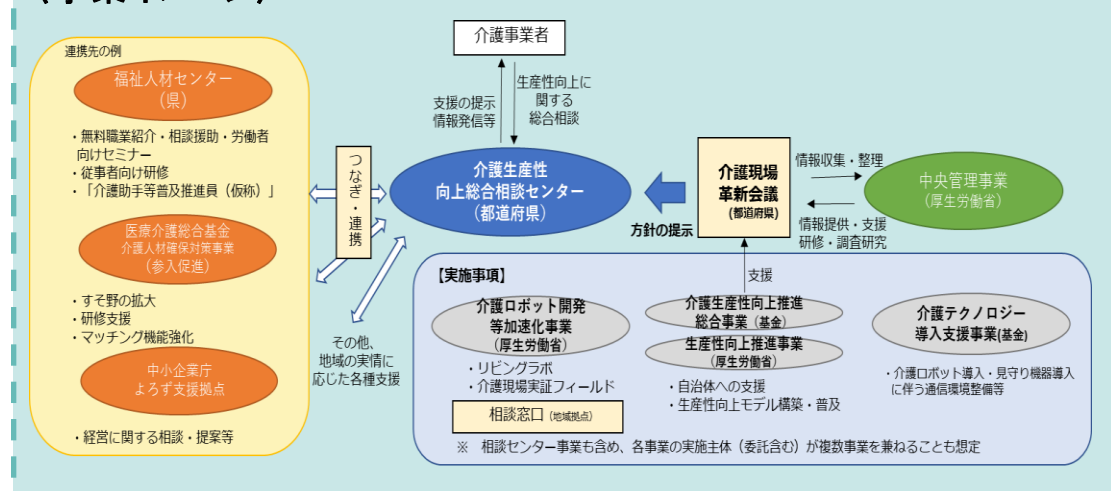 連携先の例
福祉人材センター
（県）
・無料職業紹介・相談援助・労働者
向けセミナー
・従事者向け研修
・「介護助手等普及推進員（仮称）」
医療介護総合基金
介護人材確保対策事業
（参入促進）
・すそ野の拡大
・研修支援
・マッチング機能強化
中小企業庁
よろず支援拠点
・経営に関する相談・提案等
つなぎ・連携
その他、
地域の実情に
応じた各種支援
介護事業者
支援の提示
情報発信等
生産性向上に
関する
総合相談
介護生産性
向上総合相談センター
（都道府県）
方針の提示
介護現場
革新会議
（都道府県）
情報収集・整理
情報提供・支援
研修・調査研究
中央管理事業
（厚生労働省）
支援
【実施事項】
介護ロボット開発
等加速化事業
（厚生労働省）
・リビングラボ
・介護現場実証フィールド
相談窓口（地域拠点）
介護生産性向上推進
総合事業（基金）
生産性向上推進事業
（厚生労働省）
・自治体への支援
・生産性向上モデル構築・普及
介護テクノロジー
導入支援事業(基金)
・介護ロボット導入・見守り機器導入
に伴う通信環境整備等
※　相談センター事業も含め、各事業の実施主体（委託含む）が複数事業を兼ねることも想定